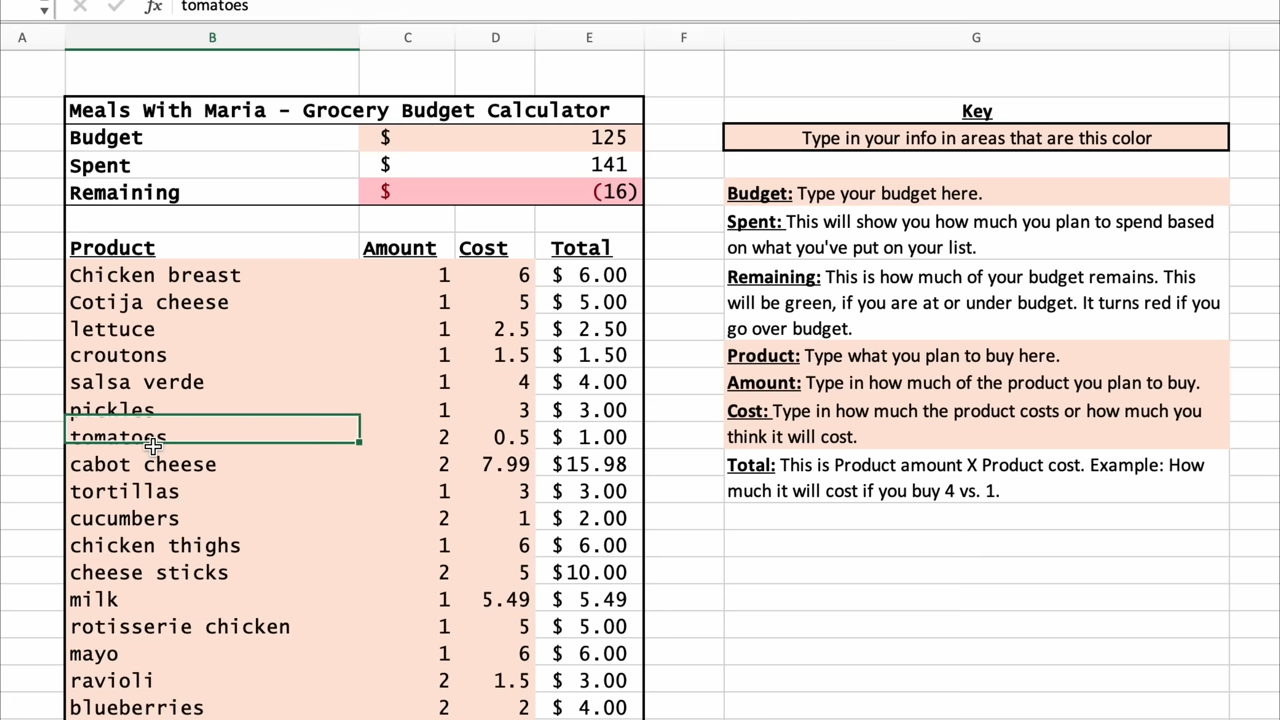 tomatoes
A B C D E F G
Meals With Maria - Grocery Budget Calculator
Budget $ 125
Spent $ 141
Remaining $ (16)
Product Amount Cost Total
Chicken breast 1 6 $ 6.00
Cotija cheese 1 5 $ 5.00
lettuce 1 2.5 $ 2.50
croutons 1 1.5 $ 1.50
salsa verde 1 4 $ 4.00
pickles 1 3 $ 3.00
tomatoes 2 0.5 $ 1.00
cabot cheese 2 7.99 $15.98
tortillas 1 3 $ 3.00
cucumbers 2 1 $ 2.00
chicken thighs 1 6 $ 6.00
cheese sticks 2 5 $10.00
milk 1 5.49 $ 5.49
rotisserie chicken 1 5 $ 5.00
mayo 1 6 $ 6.00
ravioli 2 1.5 $ 3.00
blueberries 2 2 $ 4.00
Key
Type in your info in areas that are this color
Budget: Type your budget here.
Spent: This will show you how much you plan to spend based
on what you've put on your list.
Remaining: This is how much of your budget remains. This
will be green, if you are at or under budget. It turns red if you
go over budget.
Product: Type what you plan to buy here.
Amount: Type in how much of the product you plan to buy.
Cost: Type in how much the product costs or how much you
think it will cost.
Total: This is Product amount X Product cost. Example: How
much it will cost if you buy 4 vs. 1.